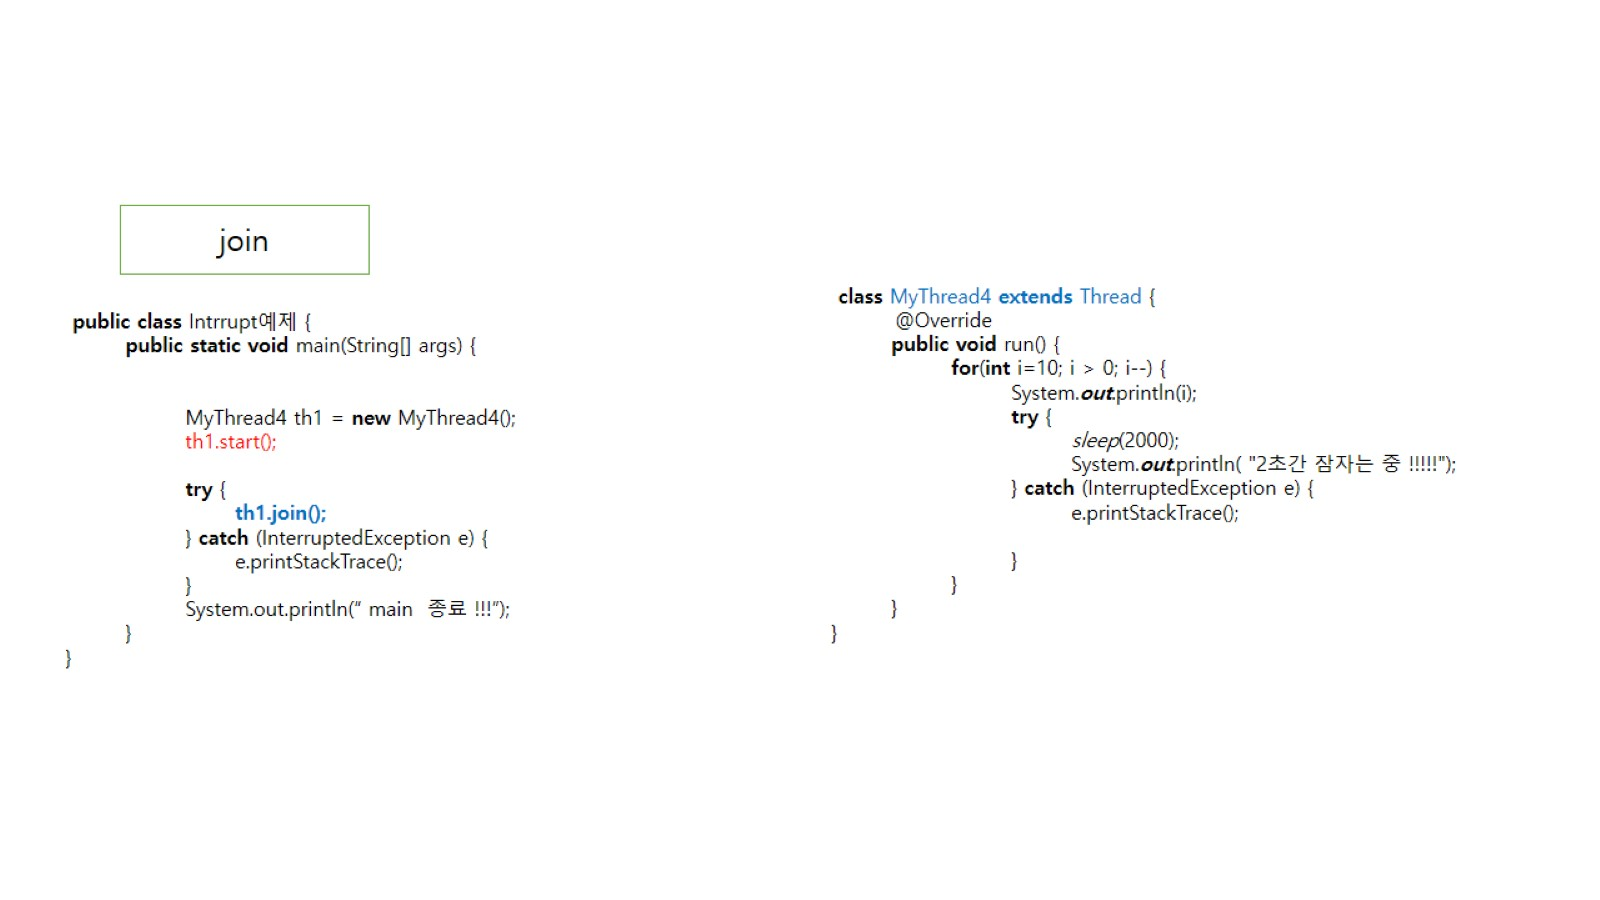 join
public class Intrrupt예제 {
public static void main(String[] args) {
MyThread4 th1 = new MyThread4();
th1.start();
try {
th1.join();
} catch (InterruptedException e) {
e.printStackTrace();
}
System.out.println(“ main 종료 !!!”);
}
}
class MyThread4 extends Thread {
@Override
public void run() {
for(int i=10; i > 0; i--) {
System.out.println(i);
try {
sleep(2000);
System.out.println( "2초간 잠자는 중 !!!!!");
} catch (InterruptedException e) {
e.printStackTrace();
}
}
}
}